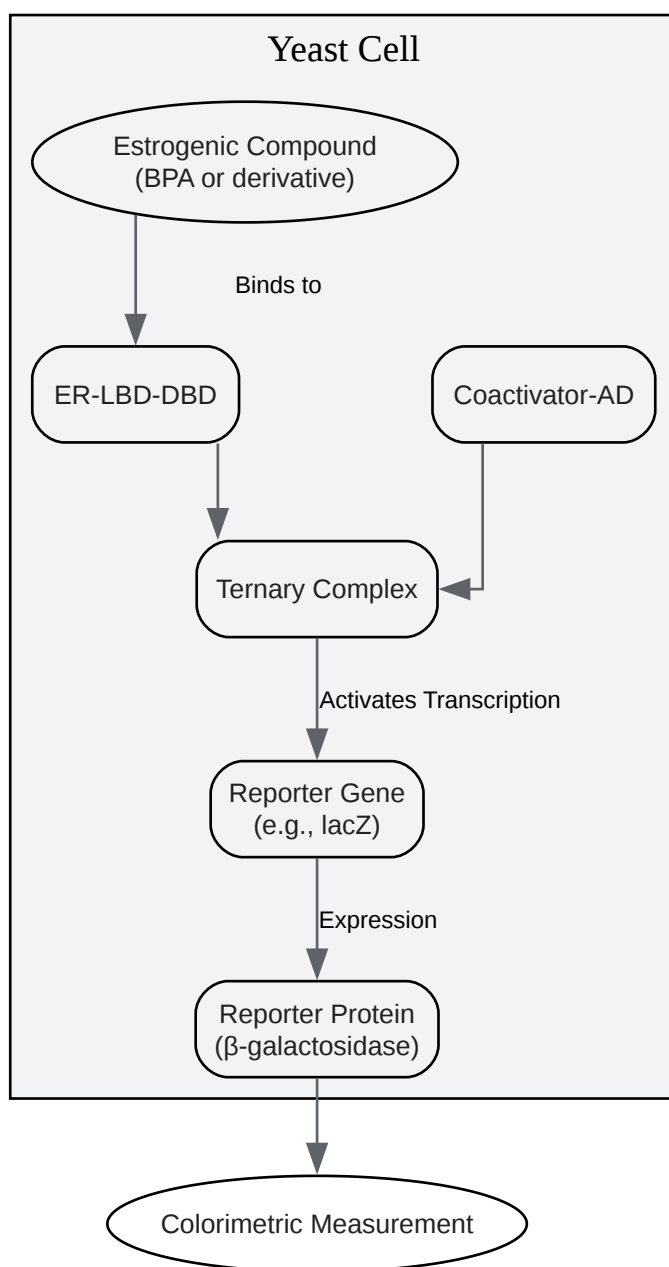 Yeast Cell
Estrogenic Compound
(BPA or derivative)
Binds to
ER-LBD-DBD
Coactivator-AD
Ternary Complex
Activates Transcription
Reporter Gene
(e.g., lacZ)
Expression
Reporter Protein
(β-galactosidase)
Colorimetric Measurement